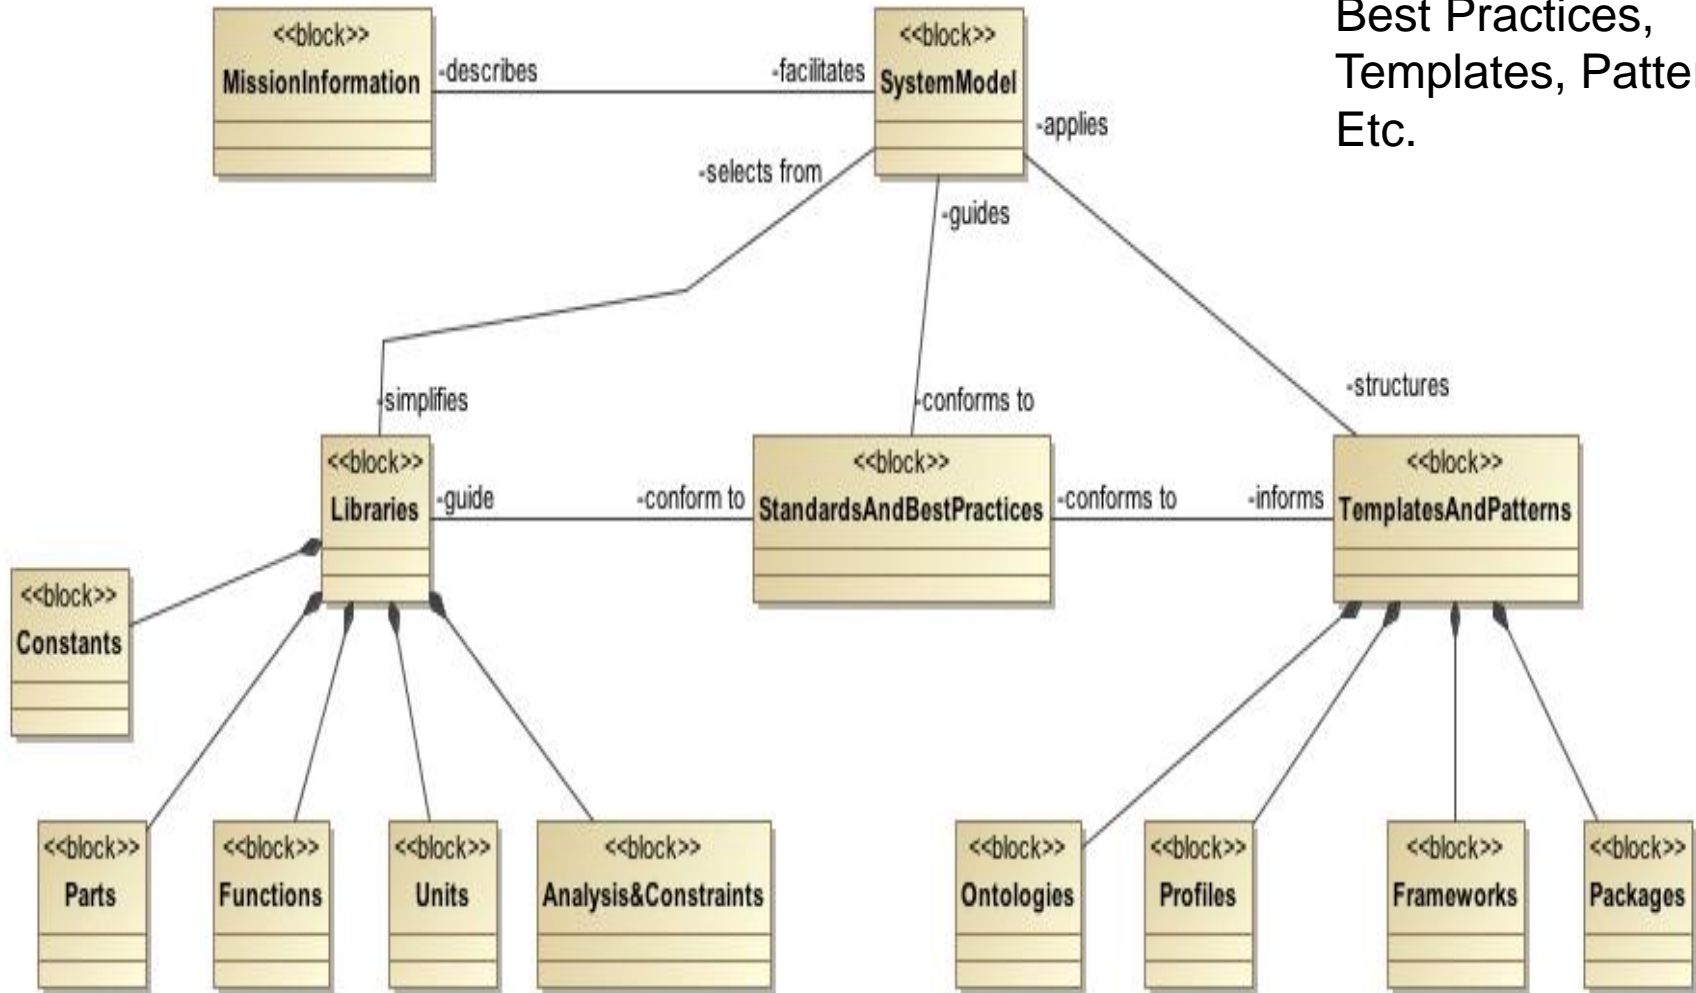 Best Practices,
Templates, Patter
Etc.
<<block>>
MissionInformation
-describes
-facilitates
<<block>>
SystemModel
-applies
-selects from
-guides
-simplifies
-conforms to
-structures
<<block>>
Libraries
-guide
-conform to
<<block>>
StandardsAndBestPractices
-conforms to
-informs
<<block>>
TemplatesAndPatterns
<<block>>
Constants
<<block>>
Parts
<<block>>
Functions
<<block>>
Units
<<block>>
Analysis&Constraints
<<block>>
Ontologies
<<block>>
Profiles
<<block>>
Frameworks
<<block>>
Packages